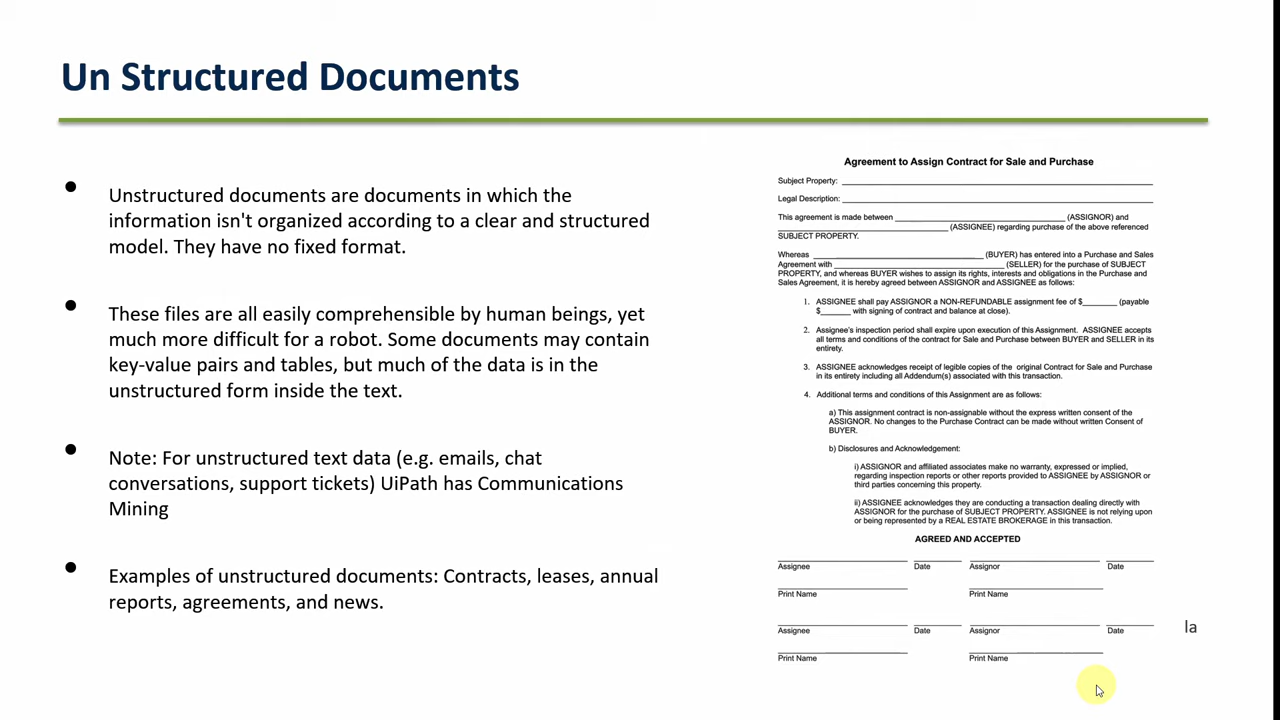 Un Structured Documents
Unstructured documents are documents in which the
information isn't organized according to a clear and structured
model. They have no fixed format.
These files are all easily comprehensible by human beings, yet
much more difficult for a robot. Some documents may contain
key-value pairs and tables, but much of the data is in the
unstructured form inside the text.
Note: For unstructured text data (e.g. emails, chat
conversations, support tickets) UiPath has Communications
Mining
Examples of unstructured documents: Contracts, leases, annual
reports, agreements, and news.
Agreement to Assign Contract for Sale and Purchase
Subject Property:
Legal Description:
This agreement is made between (ASSIGNOR) and
(ASSIGNEE) regarding purchase of the above referenced
SUBJECT PROPERTY.
Whereas (BUYER) has entered into a Purchase and Sales
Agreement with (SELLER) for the purchase of SUBJECT
PROPERTY, and whereas BUYER wishes to assign its rights, interests and obligations in the Purchase and
Sales Agreement, it is hereby agreed between ASSIGNOR and ASSIGNEE as follows:
1. ASSIGNEE shall pay ASSIGNOR a NON-REFUNDABLE assignment fee of $________ (payable
$_______ with signing of contract and balance at close).
2. Assignee's inspection period shall expire upon execution of this Assignment. ASSIGNEE accepts
all terms and conditions of the contract for Sale and Purchase between BUYER and SELLER in its
entirety.
3. ASSIGNEE acknowledges receipt of legible copies of the original Contract for Sale and Purchase
in its entirety including all Addendum(s) associated with this transaction.
4. Additional terms and conditions of this Assignment are as follows:
a) This assignment contract is non-assignable without the express written consent of the
ASSIGNOR. No changes to the Purchase Contract can be made without written Consent of
BUYER.
b) Disclosures and Acknowledgement:
i) ASSIGNOR and affiliated associates make no warranty, expressed or implied,
regarding inspection reports or other reports provided to ASSIGNEE by ASSIGNOR or
third parties concerning this property.
ii) ASSIGNEE acknowledges they are conducting a transaction dealing directly with
ASSIGNOR for the purchase of SUBJECT PROPERTY. ASSIGNEE is not relying upon
or being represented by a REAL ESTATE BROKERAGE in this transaction.
AGREED AND ACCEPTED
Assignee Date Assignor Date
Print Name Print Name
Assignee Date Assignor Date
Print Name Print Name
la